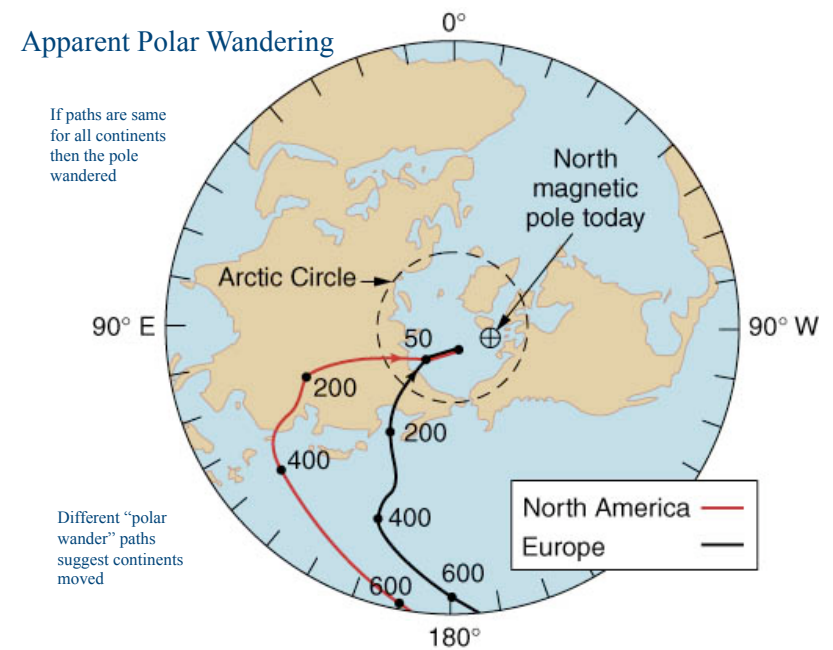 0°
Apparent Polar Wandering
If paths are same
for all continents
then the pole
wandered
North
magnetic
pole today
Arctic Circle
90° E
90° W
50
200
200
400
400
North America
Europe
Different “polar
wander” paths
suggest continents
moved
600
600
180°